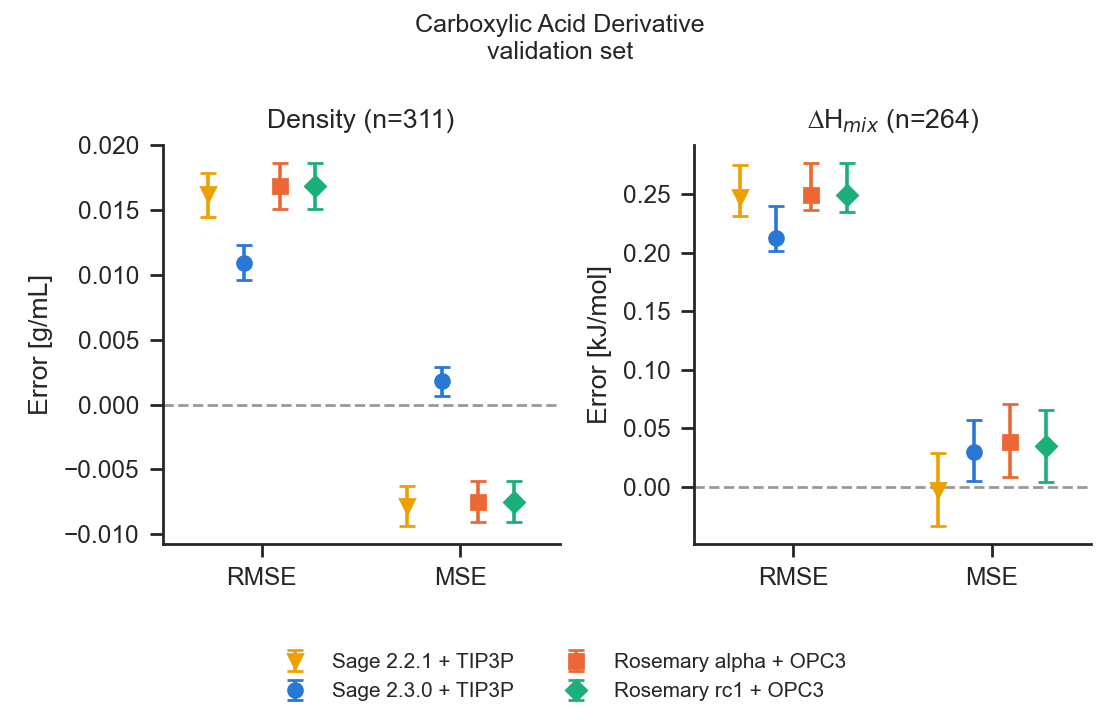 Carboxylic Acid Derivative
validation set
Density (n=311)
ΔH_mix (n=264)
Error [g/mL]
0.020
0.015
0.010
0.005
0.000
−0.005
−0.010
RMSE
MSE
Error [kJ/mol]
0.25
0.20
0.15
0.10
0.05
0.00
RMSE
MSE
Sage 2.2.1 + TIP3P
Sage 2.3.0 + TIP3P
Rosemary alpha + OPC3
Rosemary rc1 + OPC3